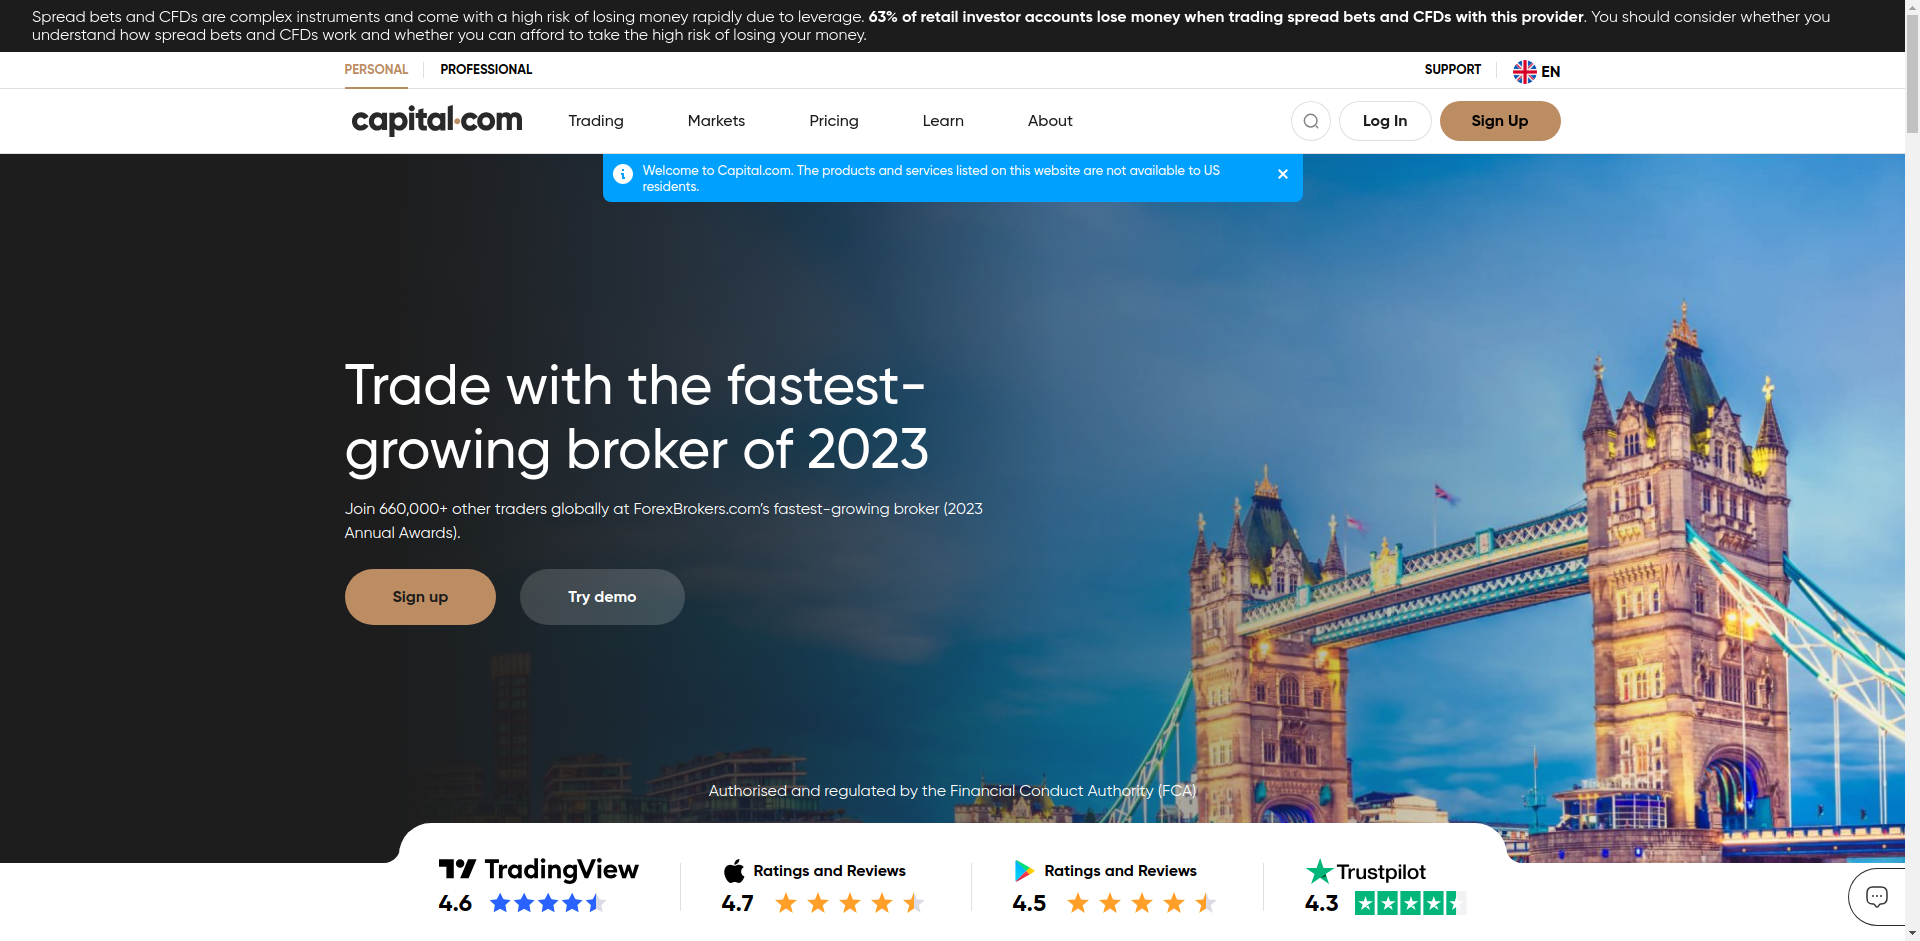 Spread bets and CFDs are complex instruments and come with a high risk of losing money rapidly due to leverage. 63% of retail investor accounts lose money when trading spread bets and CFDs with this provider. You should consider whether you
understand how spread bets and CFDs work and whether you can afford to take the high risk of losing your money.
PERSONAL PROFESSIONAL SUPPORT EN
capital.com Trading Markets Pricing Learn About Log In Sign Up
Welcome to Capital.com. The products and services listed on this website are not available to US
residents.
Trade with the fastest-
growing broker of 2023
Join 660,000+ other traders globally at ForexBrokers.com’s fastest-growing broker (2023
Annual Awards).
Sign up Try demo
Authorised and regulated by the Financial Conduct Authority (FCA)
TradingView Ratings and Reviews Ratings and Reviews Trustpilot
4.6 4.7 4.5 4.3